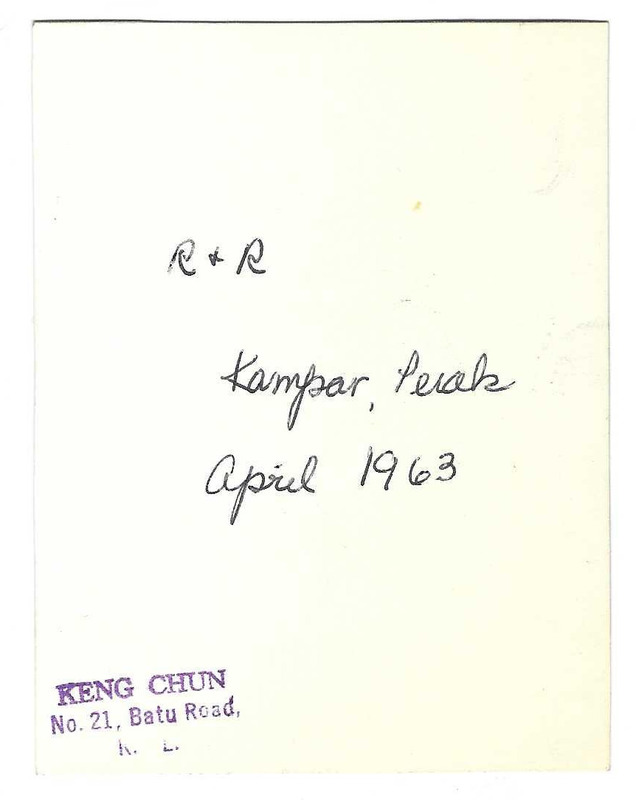 R + R
Kampar, Perak
April 1963
KENG CHUN
No. 21, Batu Road,
K. L.